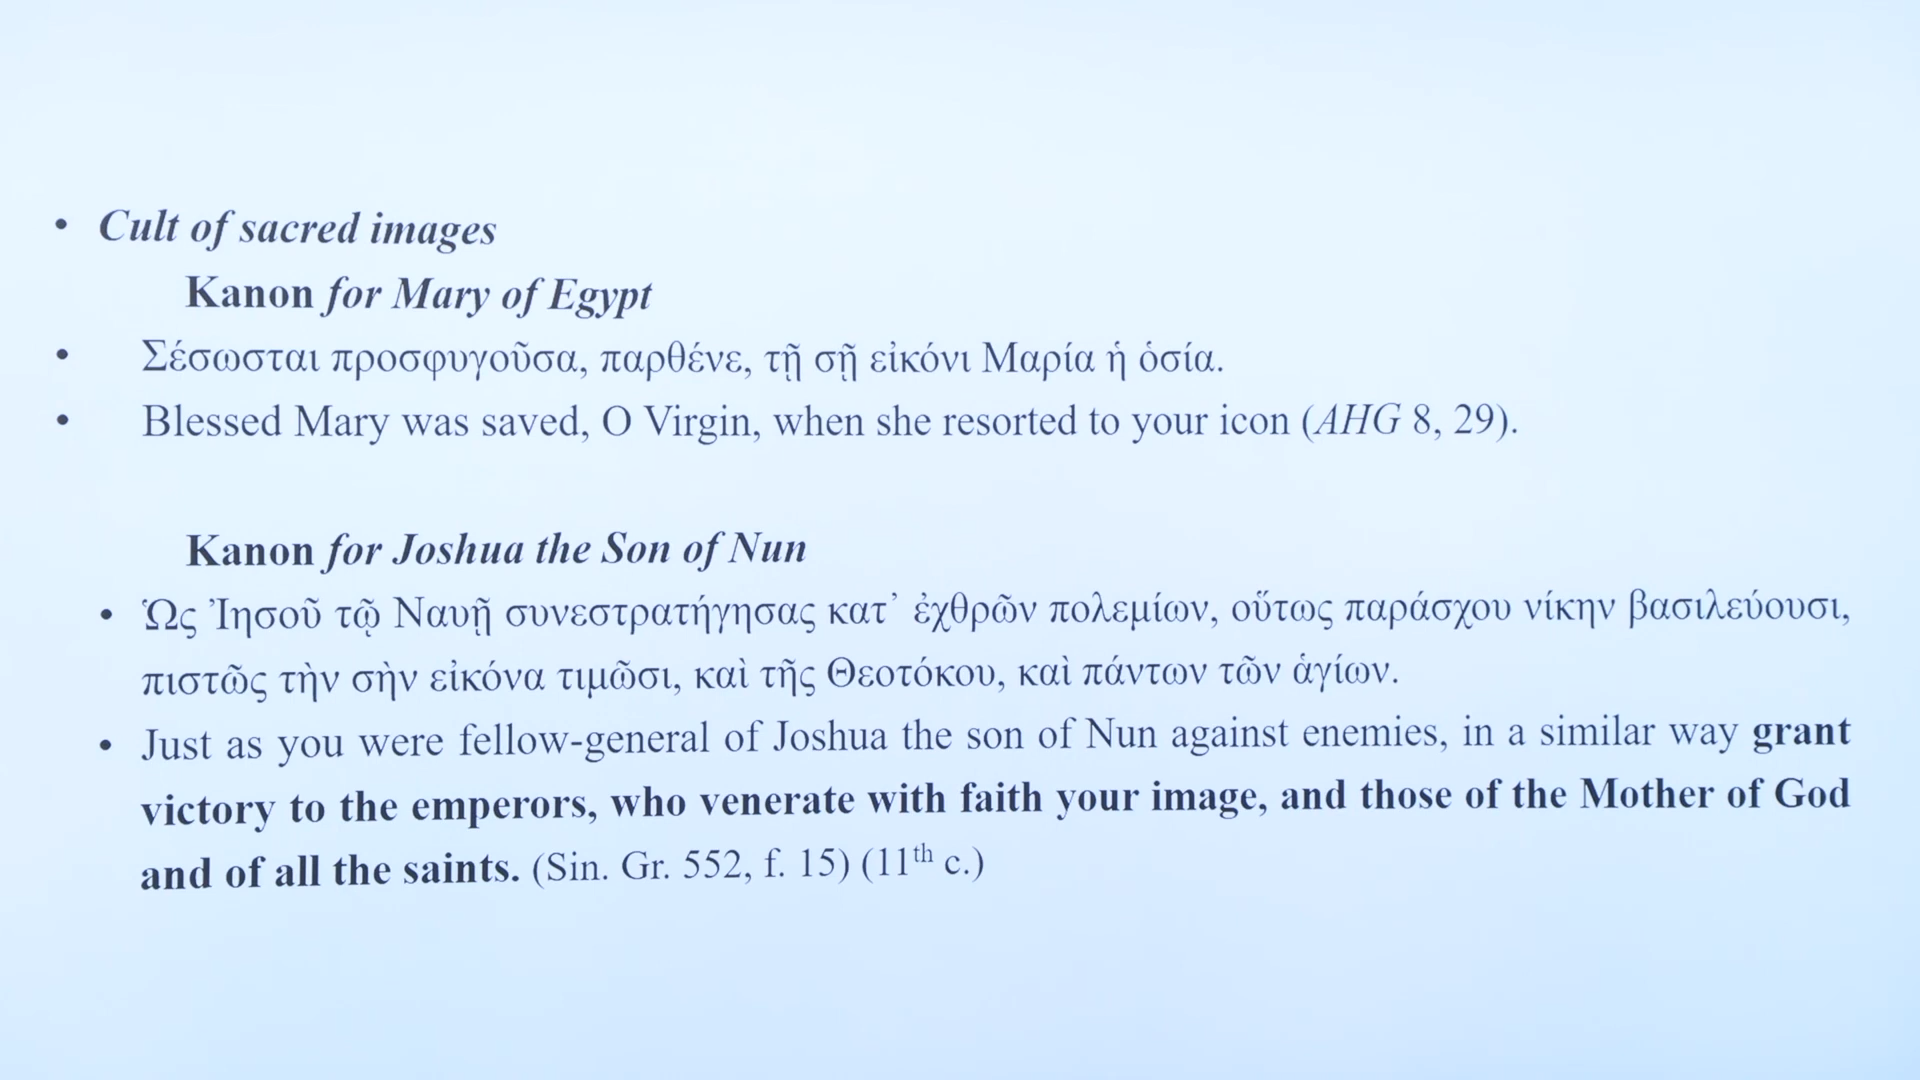 • Cult of sacred images
Kanon for Mary of Egypt
• Σέσωσται προσφυγοῦσα, παρθένε, τῇ σῇ εἰκόνι Μαρία ἡ ὁσία.
• Blessed Mary was saved, O Virgin, when she resorted to your icon (AHG 8, 29).
Kanon for Joshua the Son of Nun
• Ὡς Ἰησοῦ τῷ Ναυῇ συνεστρατήγησας κατ’ ἐχθρῶν πολεμίων, οὕτως παράσχου νίκην βασιλεύουσι,
πιστῶς τὴν σὴν εἰκόνα τιμῶσι, καὶ τῆς Θεοτόκου, καὶ πάντων τῶν ἁγίων.
• Just as you were fellow-general of Joshua the son of Nun against enemies, in a similar way grant
victory to the emperors, who venerate with faith your image, and those of the Mother of God
and of all the saints. (Sin. Gr. 552, f. 15) (11th c.)